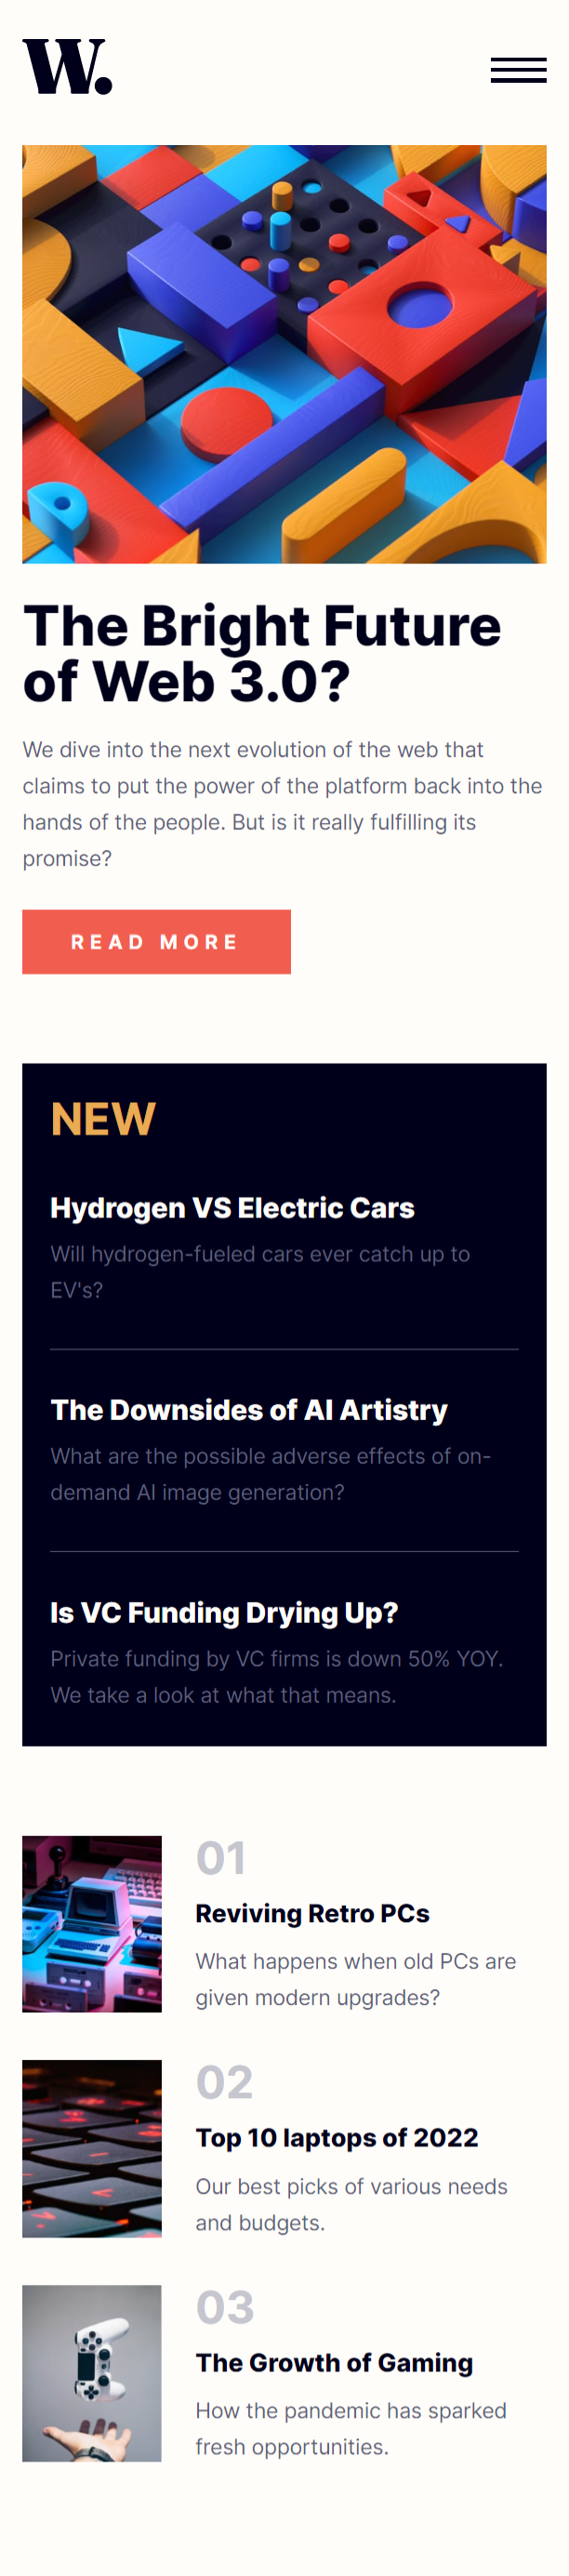 W.
The Bright Future
of Web 3.0?
We dive into the next evolution of the web that
claims to put the power of the platform back into the
hands of the people. But is it really fulfilling its
promise?
READ MORE
NEW
Hydrogen VS Electric Cars
Will hydrogen-fueled cars ever catch up to
EV's?
The Downsides of AI Artistry
What are the possible adverse effects of on-
demand AI image generation?
Is VC Funding Drying Up?
Private funding by VC firms is down 50% YOY.
We take a look at what that means.
01
Reviving Retro PCs
What happens when old PCs are
given modern upgrades?
02
Top 10 laptops of 2022
Our best picks of various needs
and budgets.
03
The Growth of Gaming
How the pandemic has sparked
fresh opportunities.